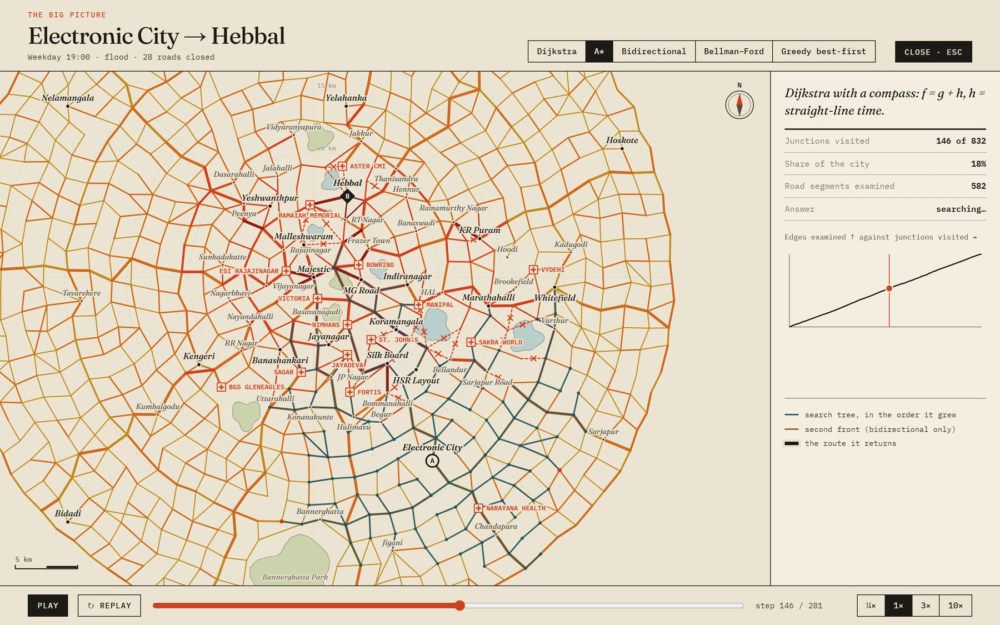 THE BIG PICTURE
Electronic City → Hebbal
Weekday 19:00 · flood · 28 roads closed
Dijkstra
A★
Bidirectional
Bellman–Ford
Greedy best-first
CLOSE · ESC
15 km
N
Nelamangala
Yelahanka
Vidyaranyapura
Jakkur
Hoskote
km
ASTER CMI
Jalahalli
Dasarahalli
Hebbal
Thanisandra
Hennur
B
Yeshwanthpur
Peenya
RAMAIAH MEMORIAL
RT Nagar
Ramamurthy Nagar
Banaswadi
KR Puram
Malleshwaram
Frazer Town
Rajajinagar
Hoodi
Kadugodi
Sunkadakatte
ESI RAJAJINAGAR
Majestic
BOWRING
VYDEHI
Indiranagar
Brookefield
Tavarekere
Nagarbhavi
Vijayanagar
MG Road
HAL
Marathahalli
Whitefield
VICTORIA
MANIPAL
Basavanagudi
Nayandahalli
NIMHANS
Koramangala
Varthur
RR Nagar
Jayanagar
ST. JOHN'S
SAKRA WORLD
Kengeri
Banashankari
Silk Board
JAYADEVA
Bellandur
SAGAR
JP Nagar
HSR Layout
Sarjapur Road
BGS GLENEAGLES
FORTIS
Uttarahalli
Bommanahalli
Kumbalgodu
Konanakunte
Begur
Hulimavu
Sarjapur
Electronic City
A
Bidadi
Bannerghatta
NARAYANA HEALTH
Chandapura
Jigani
5 km
Bannerghatta Park
Dijkstra with a compass: f = g + h, h =
straight-line time.
Junctions visited 146 of 832
Share of the city 18%
Road segments examined 582
Answer searching…
Edges examined ↑ against junctions visited →
search tree, in the order it grew
second front (bidirectional only)
the route it returns
PLAY
↻ REPLAY
step 146 / 281
¼×
1×
3×
10×